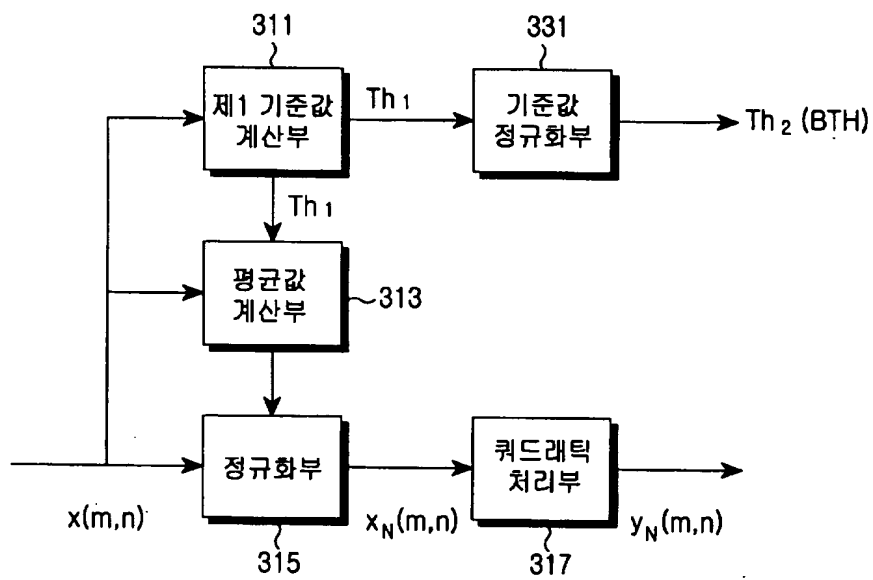 311
331
제1 기준값
계산부
Th1
기준값
정규화부
Th2 (BTH)
Th1
평균값
계산부
313
정규화부
쿼드래틱
처리부
x(m,n)
xN(m,n)
yN(m,n)
315
317